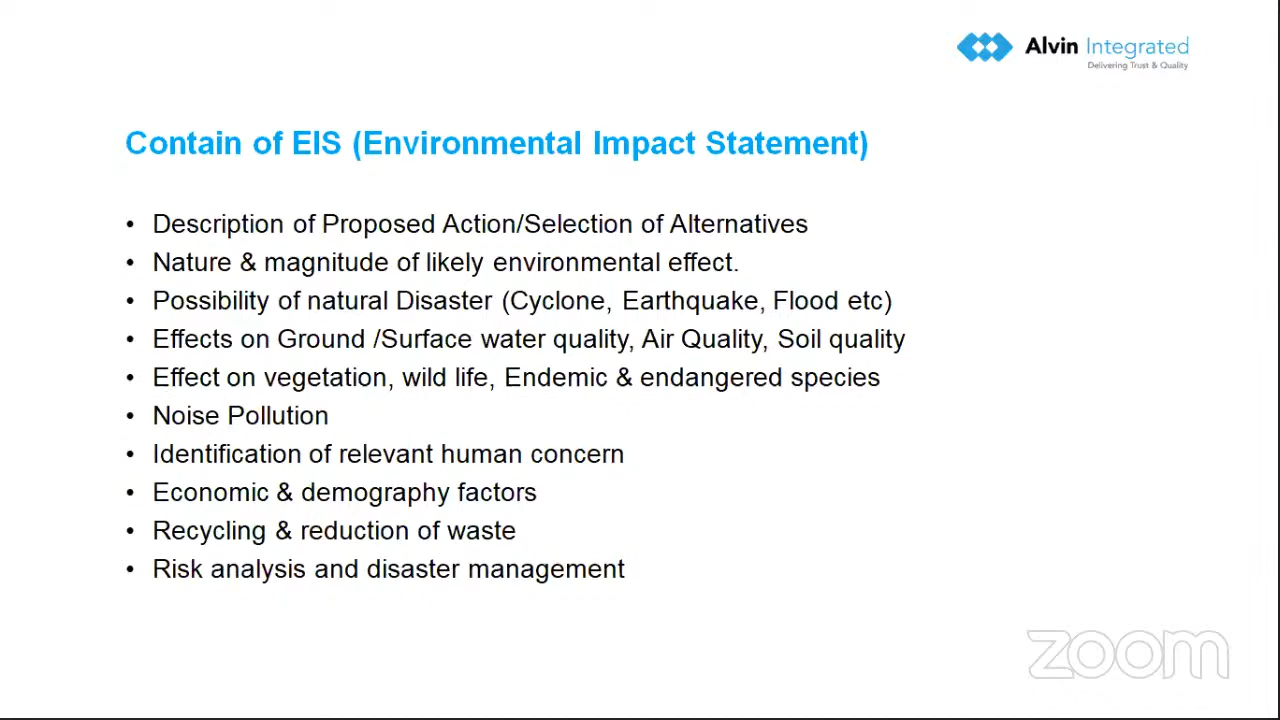 Alvin Integrated
Delivering Trust & Quality
Contain of EIS (Environmental Impact Statement)
• Description of Proposed Action/Selection of Alternatives
• Nature & magnitude of likely environmental effect.
• Possibility of natural Disaster (Cyclone, Earthquake, Flood etc)
• Effects on Ground /Surface water quality, Air Quality, Soil quality
• Effect on vegetation, wild life, Endemic & endangered species
• Noise Pollution
• Identification of relevant human concern
• Economic & demography factors
• Recycling & reduction of waste
• Risk analysis and disaster management
zoom